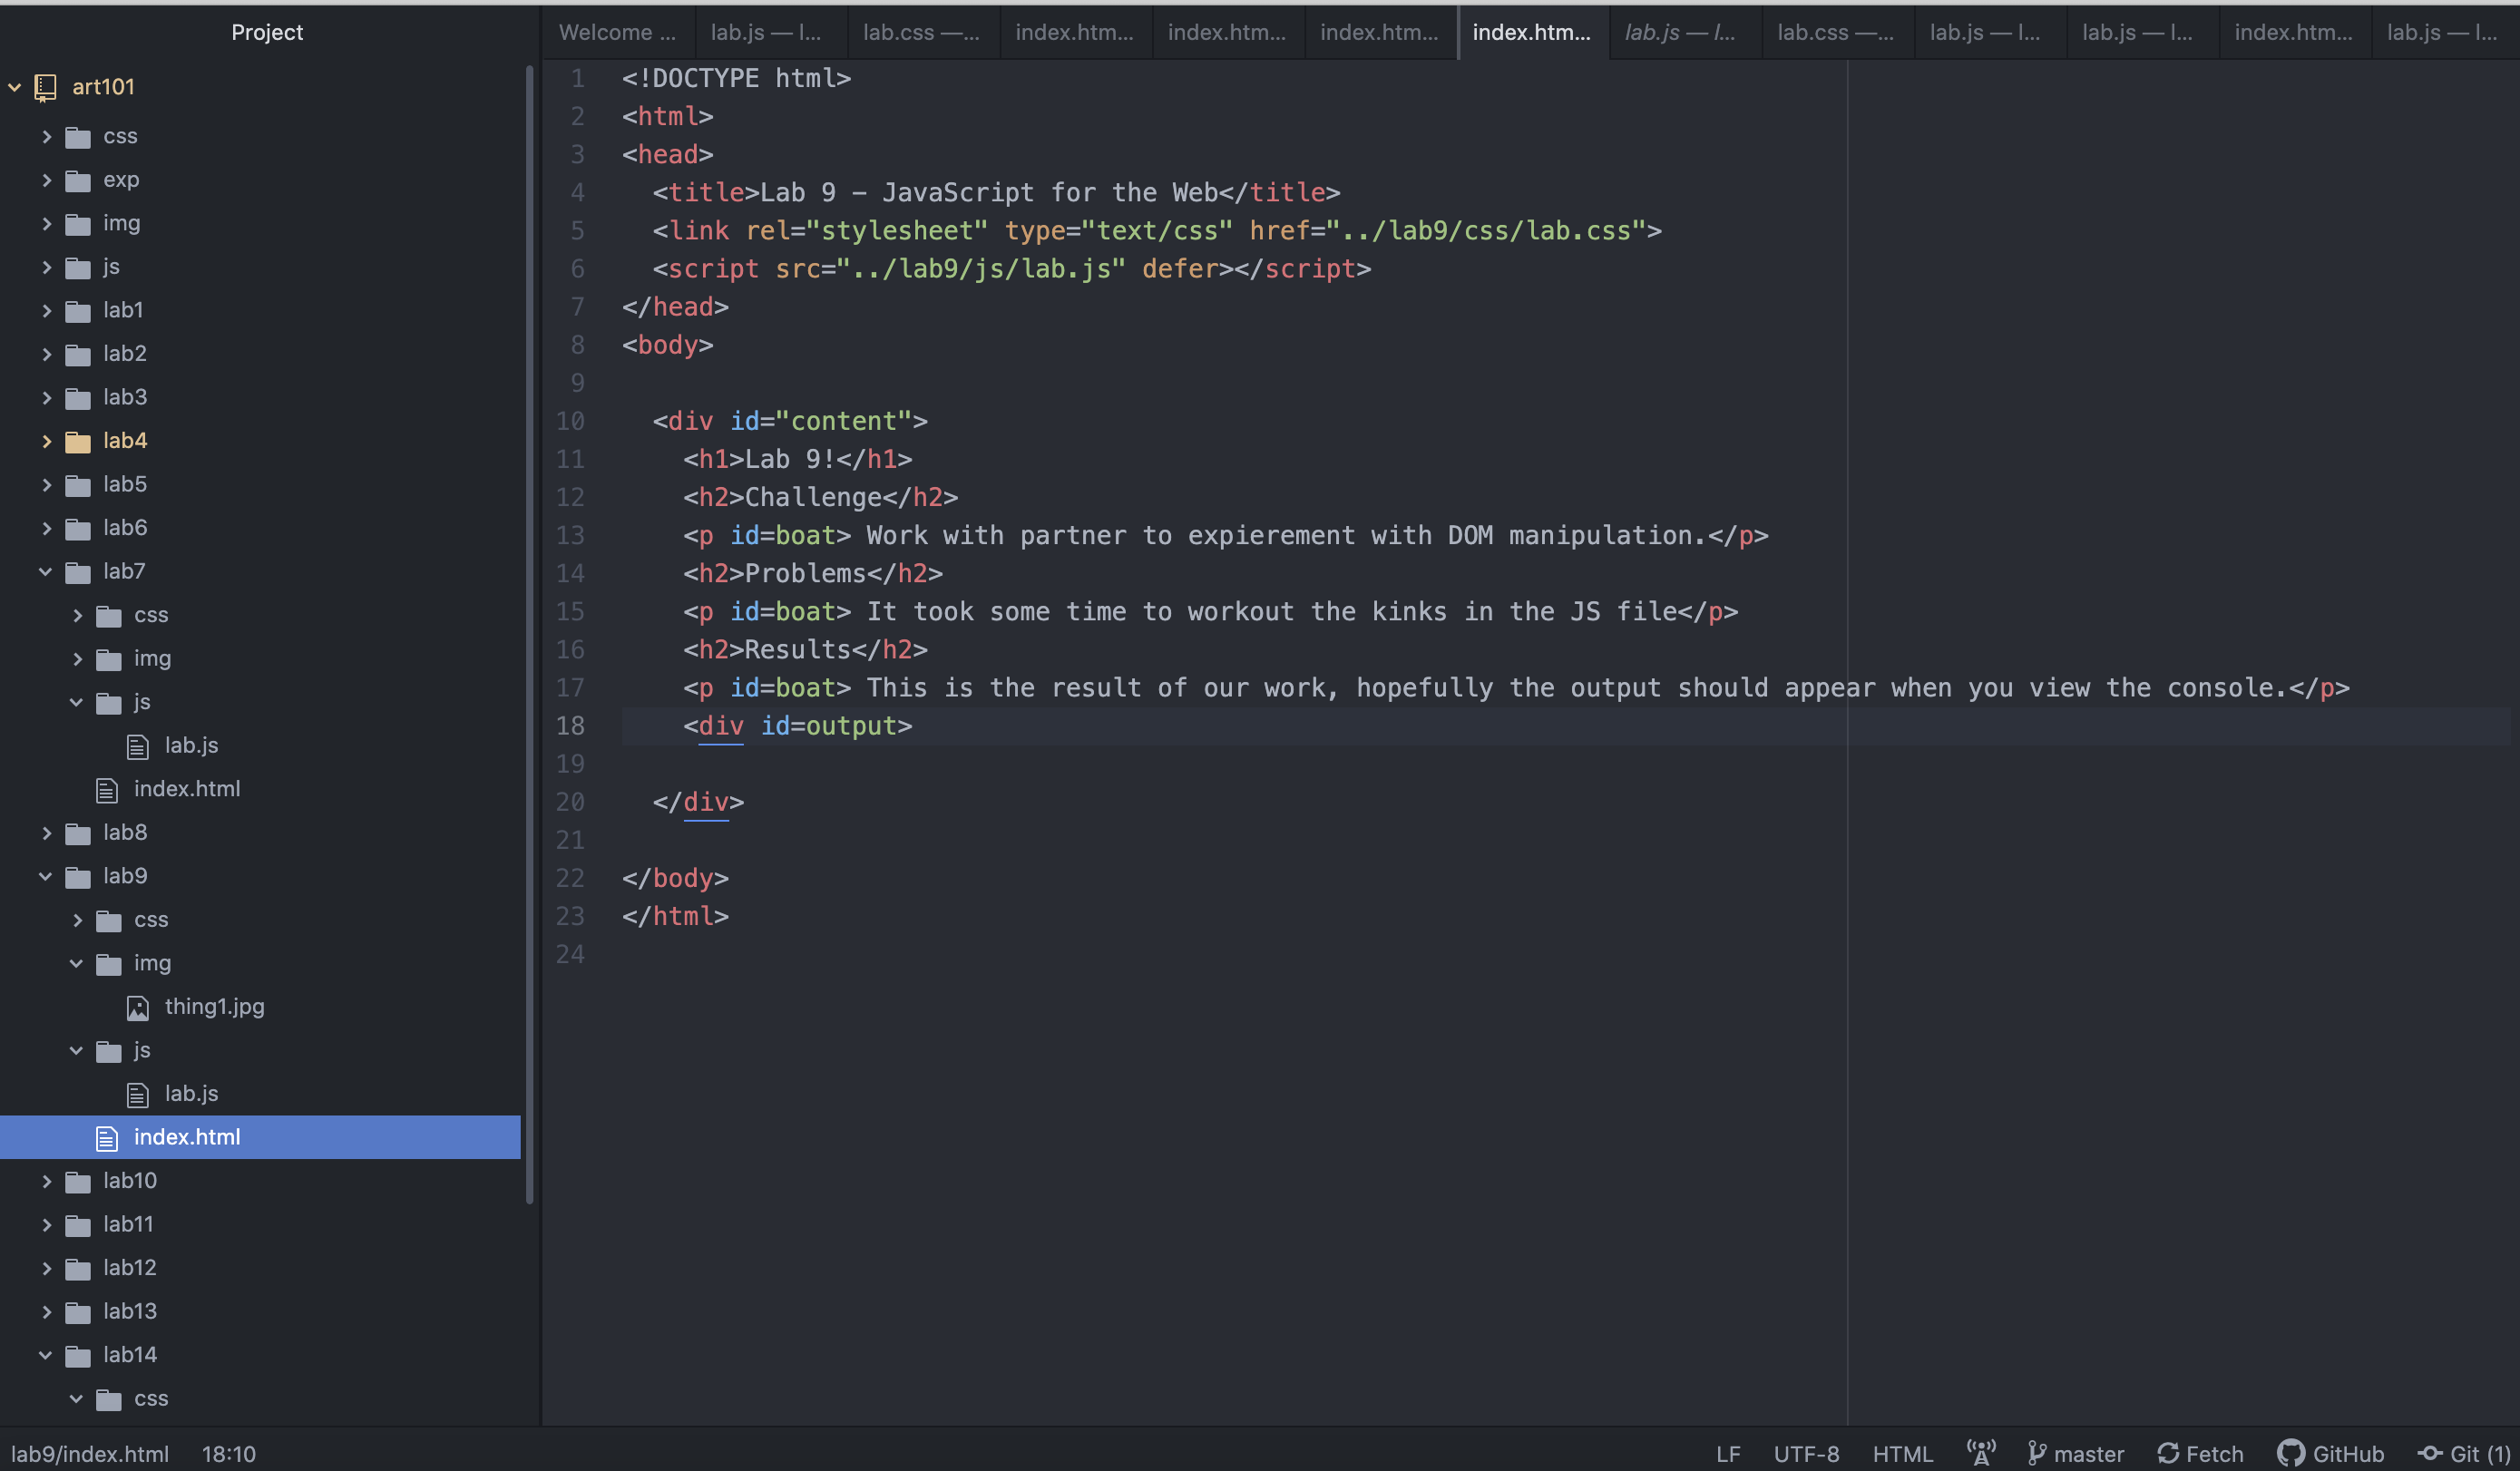 Project
art101
css
exp
img
js
lab1
lab2
lab3
lab4
lab5
lab6
lab7
css
img
js
lab.js
index.html
lab8
lab9
css
img
thing1.jpg
js
lab.js
index.html
lab10
lab11
lab12
lab13
lab14
css
Welcome ... lab.js — l... lab.css —... index.htm... index.htm... index.htm... index.htm... lab.js — l... lab.css —... lab.js — l... lab.js — l... index.htm... lab.js — l...
1 <!DOCTYPE html>
2 <html>
3 <head>
4   <title>Lab 9 – JavaScript for the Web</title>
5   <link rel="stylesheet" type="text/css" href="../lab9/css/lab.css">
6   <script src="../lab9/js/lab.js" defer></script>
7 </head>
8 <body>
9
10   <div id="content">
11     <h1>Lab 9!</h1>
12     <h2>Challenge</h2>
13     <p id=boat> Work with partner to expierement with DOM manipulation.</p>
14     <h2>Problems</h2>
15     <p id=boat> It took some time to workout the kinks in the JS file</p>
16     <h2>Results</h2>
17     <p id=boat> This is the result of our work, hopefully the output should appear when you view the console.</p>
18     <div id=output>
19
20   </div>
21
22 </body>
23 </html>
24
lab9/index.html 18:10 LF UTF-8 HTML master Fetch GitHub Git (1)